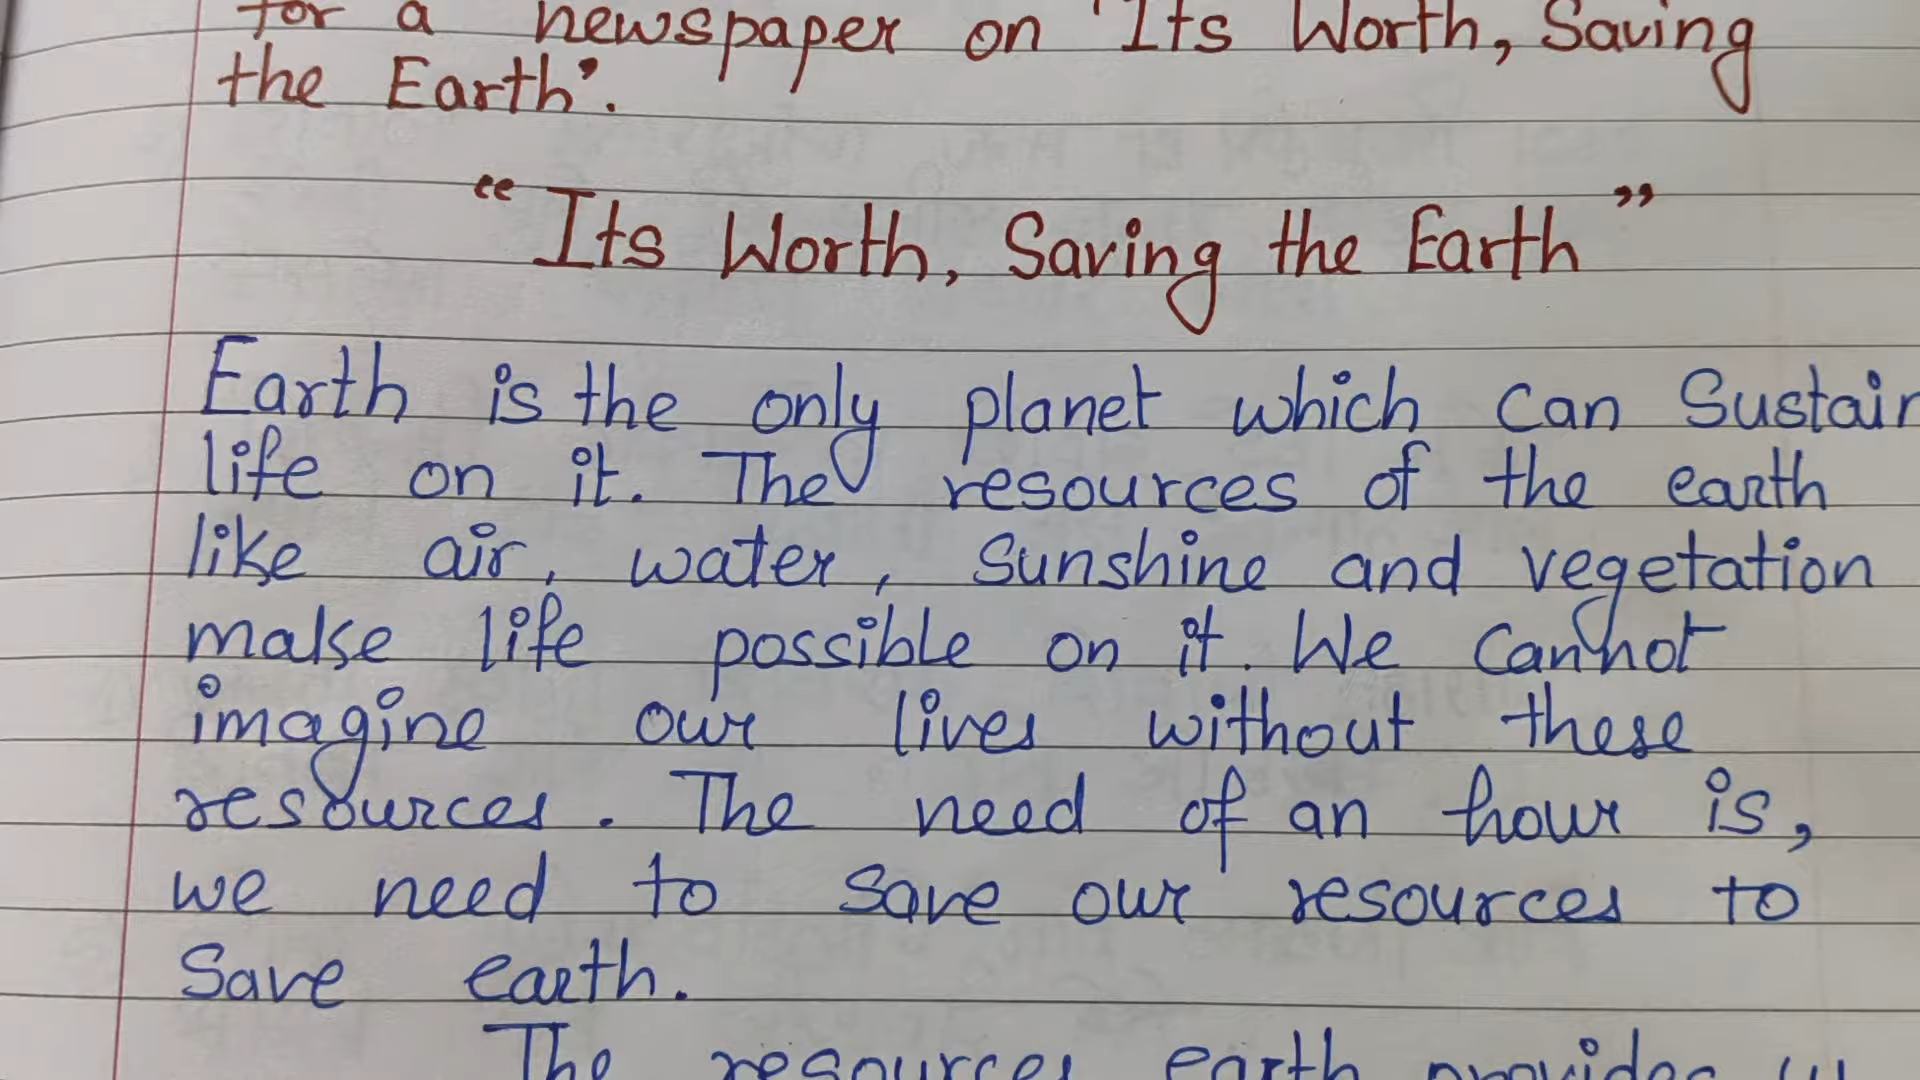 for a newspaper on 'Its Worth, Saving
the Earth'.
“Its Worth, Saving the Earth”
Earth is the only planet which can Sustain
life on it. The resources of the earth
like air, water, Sunshine and vegetation
make life possible on it. We cannot
imagine our lives without these
resources. The need of an hour is,
we need to save our resources to
Save earth.
The resources earth provides us